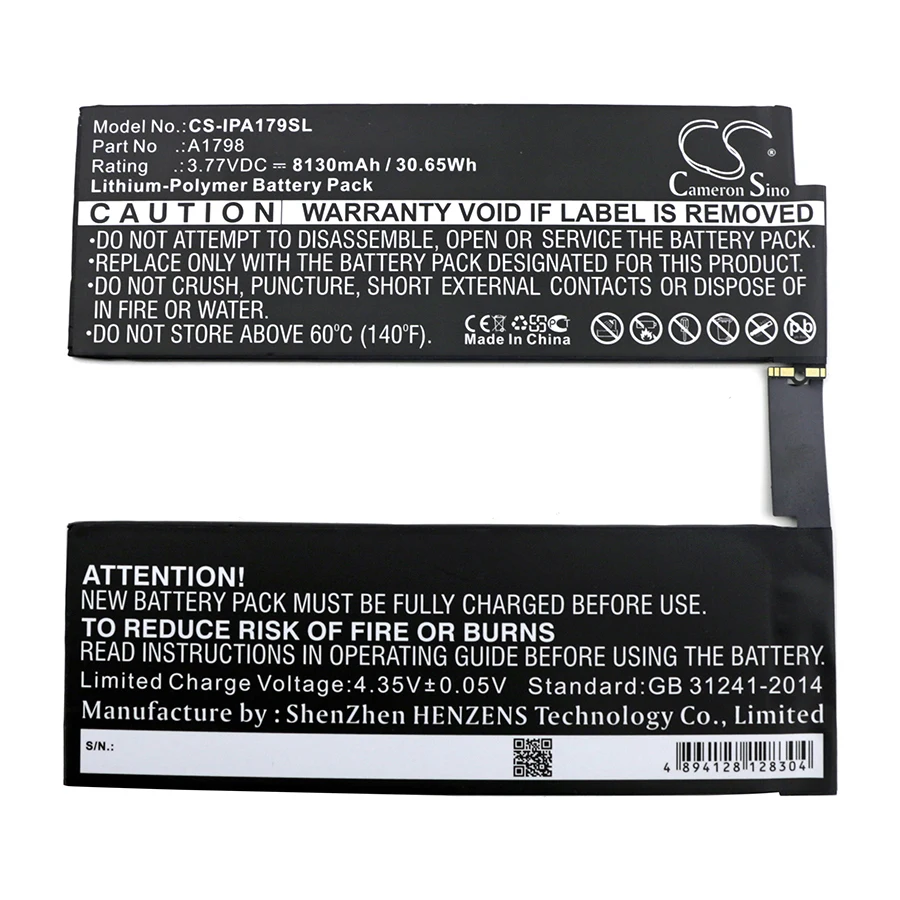 Model No.:CS-IPA179SL
Part No .:A1798
Rating .:3.77VDC ⎓ 8130mAh / 30.65Wh
Lithium-Polymer Battery Pack
CS
Cameron Sino
CAUTION WARRANTY VOID IF LABEL IS REMOVED
•DO NOT ATTEMPT TO DISASSEMBLE, OPEN OR SERVICE THE BATTERY PACK.
•REPLACE ONLY WITH THE BATTERY PACK DESIGNATED FOR THIS PRODUCT.
•DO NOT CRUSH, PUNCTURE, SHORT EXTERNAL CONTACTS OR DISPOSE OF
IN FIRE OR WATER.
•DO NOT STORE ABOVE 60°C (140°F).
CE PCT
Made In China
Pb
ATTENTION!
NEW BATTERY PACK MUST BE FULLY CHARGED BEFORE USE.
TO REDUCE RISK OF FIRE OR BURNS
READ INSTRUCTIONS IN OPERATING GUIDE BEFORE USING THE BATTERY.
Limited Charge Voltage:4.35V±0.05V Standard:GB 31241-2014
Manufacture by : ShenZhen HENZENS Technology Co., Limited
S/N.:
4 894128 128304